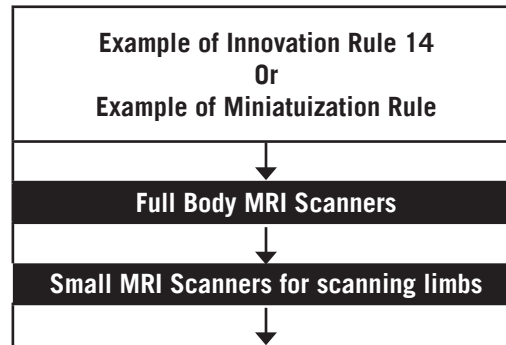 Example of Innovation Rule 14
Or
Example of Miniatuization Rule
Full Body MRI Scanners
Small MRI Scanners for scanning limbs